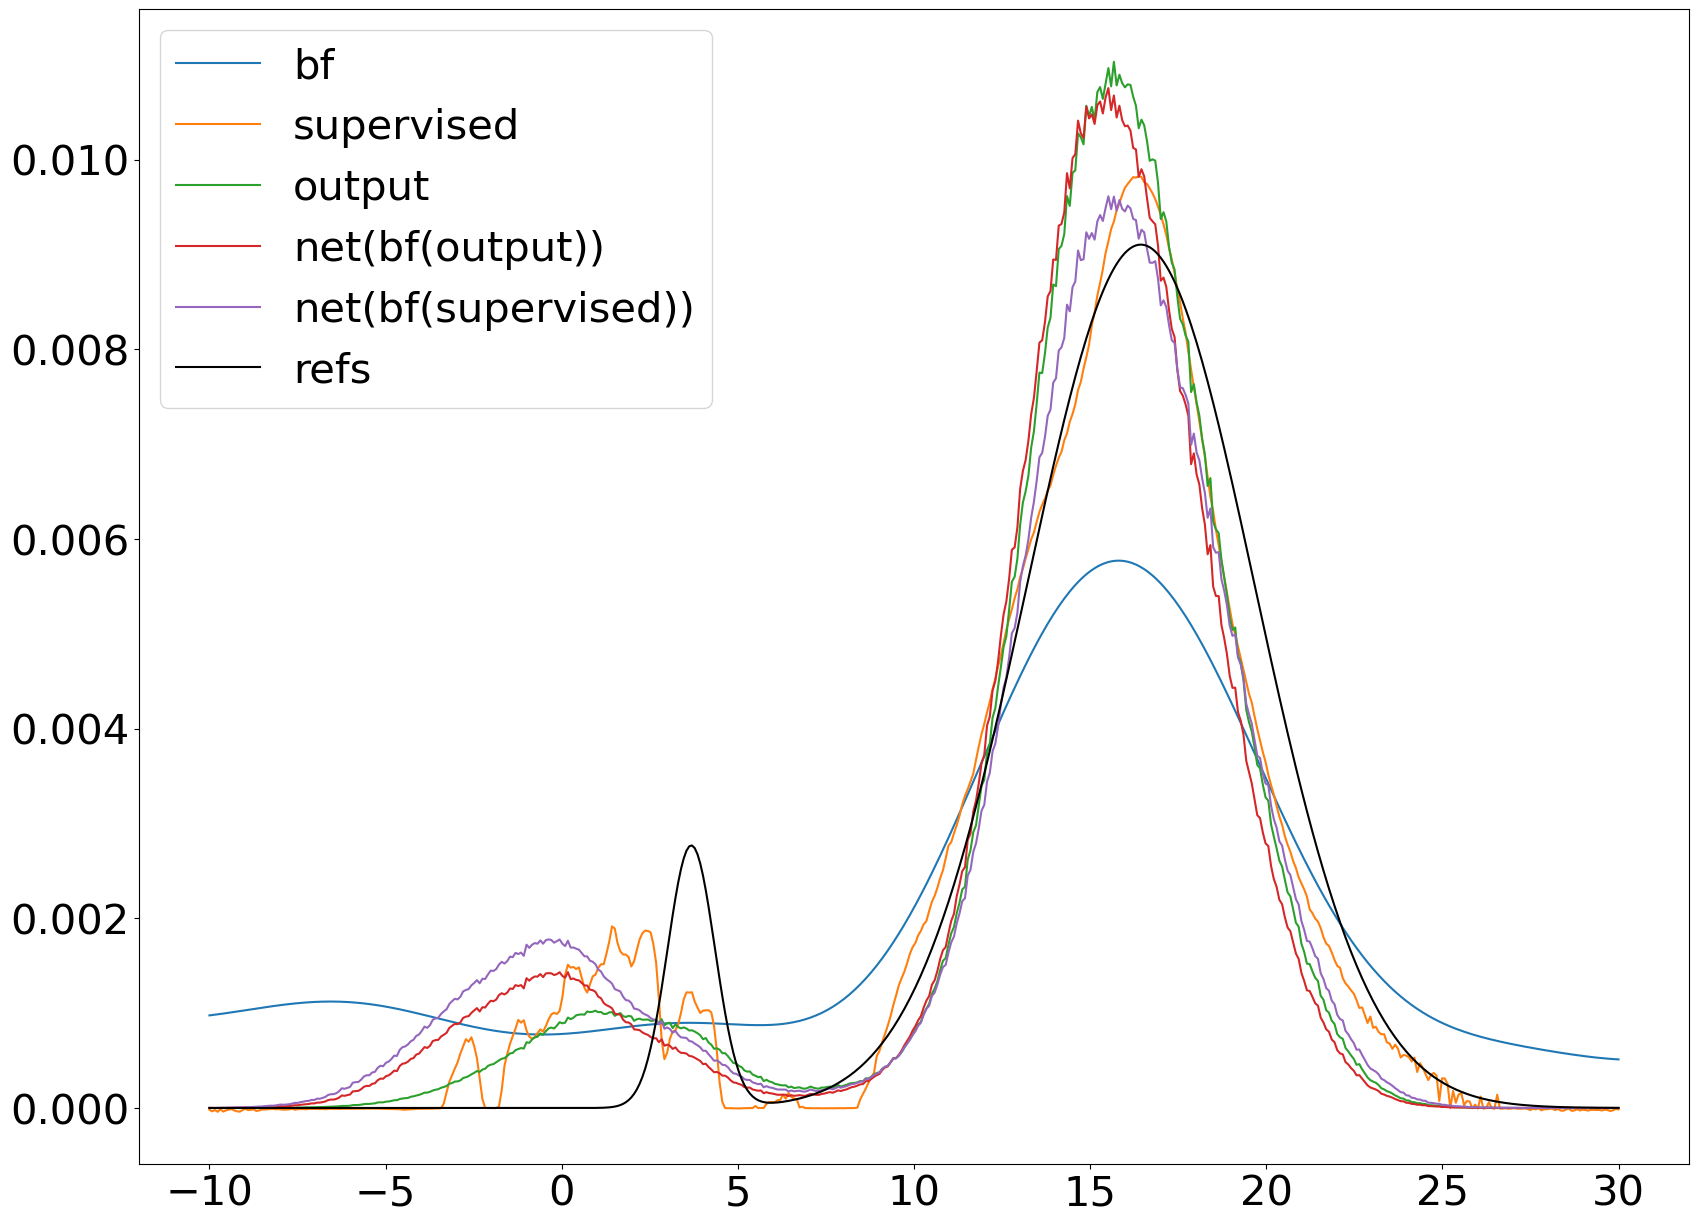 bf
supervised
output
net(bf(output))
net(bf(supervised))
refs
0.010
0.008
0.006
0.004
0.002
0.000
−10 −5 0 5 10 15 20 25 30